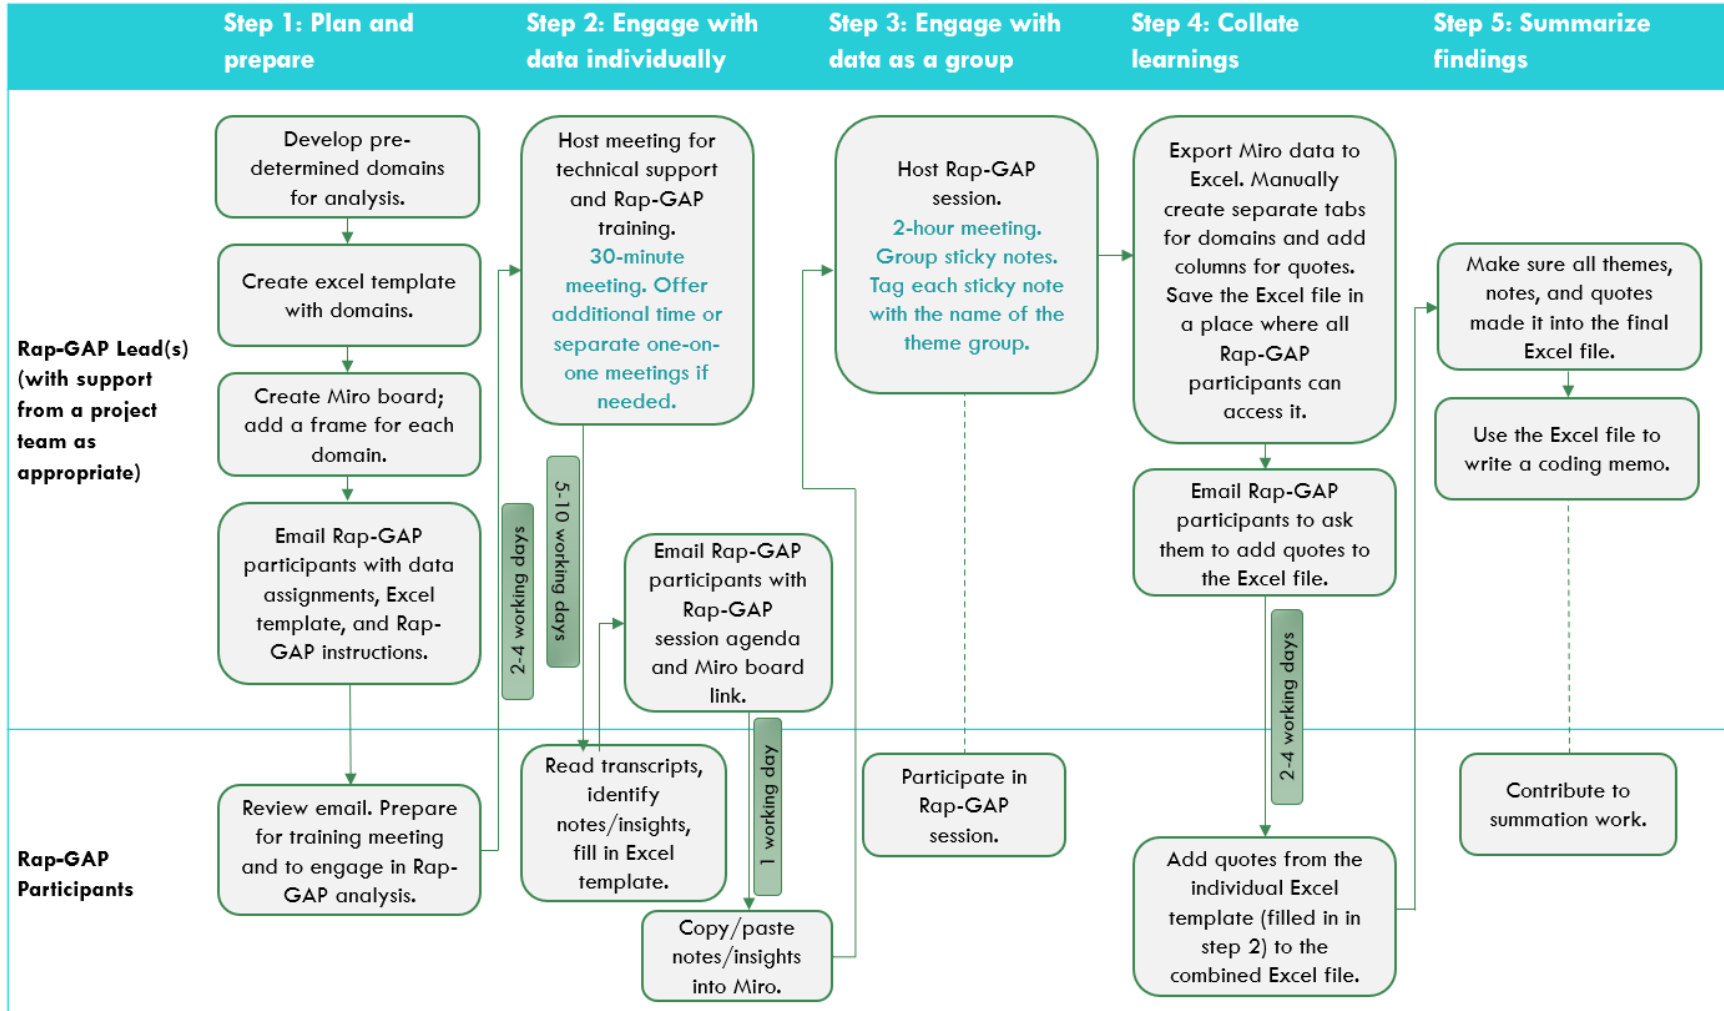 Step 1: Plan and
prepare
Step 2: Engage with
data individually
Step 3: Engage with
data as a group
Step 4: Collate
learnings
Step 5: Summarize
findings
Rap-GAP Lead(s)
(with support
from a project
team as
appropriate)
Develop pre-
determined domains
for analysis.
Create excel template
with domains.
Create Miro board;
add a frame for each
domain.
Email Rap-GAP
participants with data
assignments, Excel
template, and Rap-
GAP instructions.
2-4 working days
Host meeting for
technical support
and Rap-GAP
training.
30-minute
meeting. Offer
additional time or
separate one-on-
one meetings if
needed.
5-10 working days
Email Rap-GAP
participants with
Rap-GAP
session agenda
and Miro board
link.
1 working day
Host Rap-GAP
session.
2-hour meeting.
Group sticky notes.
Tag each sticky note
with the name of the
theme group.
Export Miro data to
Excel. Manually
create separate tabs
for domains and add
columns for quotes.
Save the Excel file in
a place where all
Rap-GAP
participants can
access it.
Email Rap-GAP
participants to ask
them to add quotes to
the Excel file.
2-4 working days
Make sure all themes,
notes, and quotes
made it into the final
Excel file.
Use the Excel file to
write a coding memo.
Rap-GAP
Participants
Review email. Prepare
for training meeting
and to engage in Rap-
GAP analysis.
Read transcripts,
identify
notes/insights,
fill in Excel
template.
Copy/paste
notes/insights
into Miro.
Participate in
Rap-GAP
session.
Add quotes from the
individual Excel
template (filled in in
step 2) to the
combined Excel file.
Contribute to
summation work.